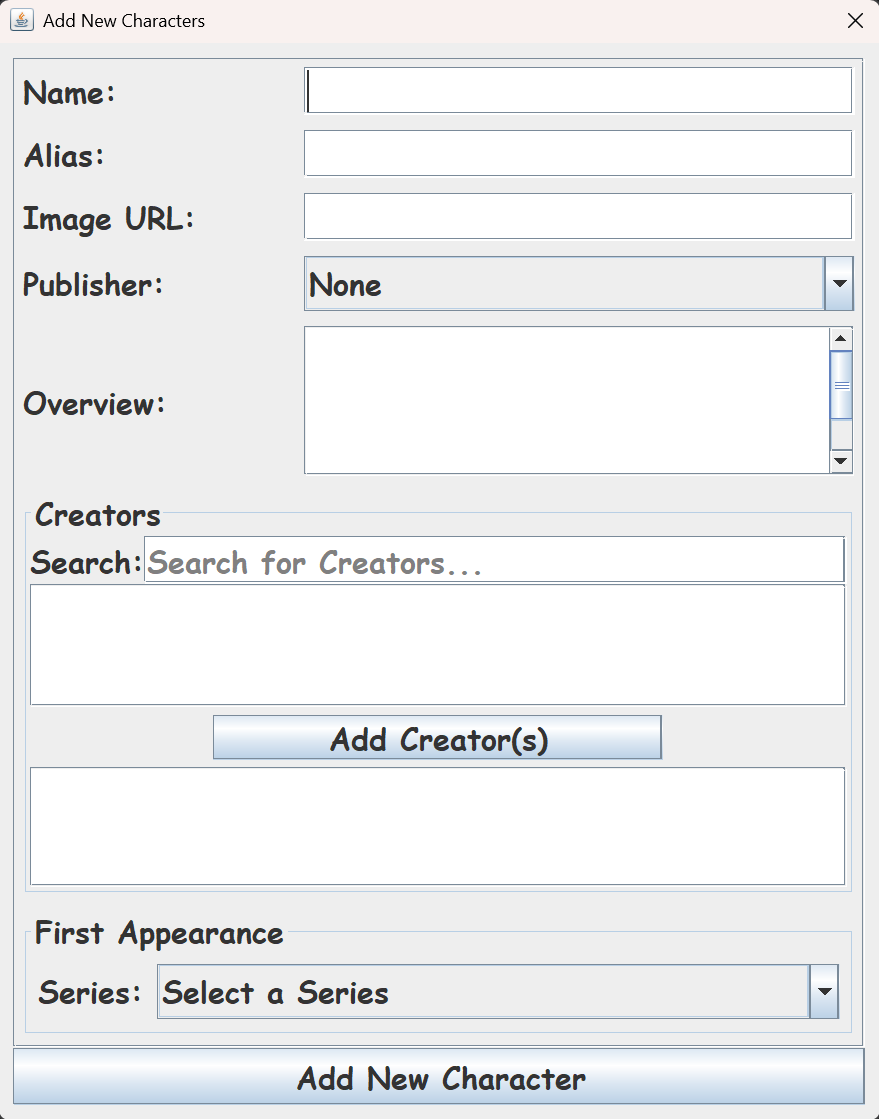 Add New Characters
Name:
Alias:
Image URL:
Publisher:
None
Overview:
Creators
Search:
Search for Creators...
Add Creator(s)
First Appearance
Series:
Select a Series
Add New Character